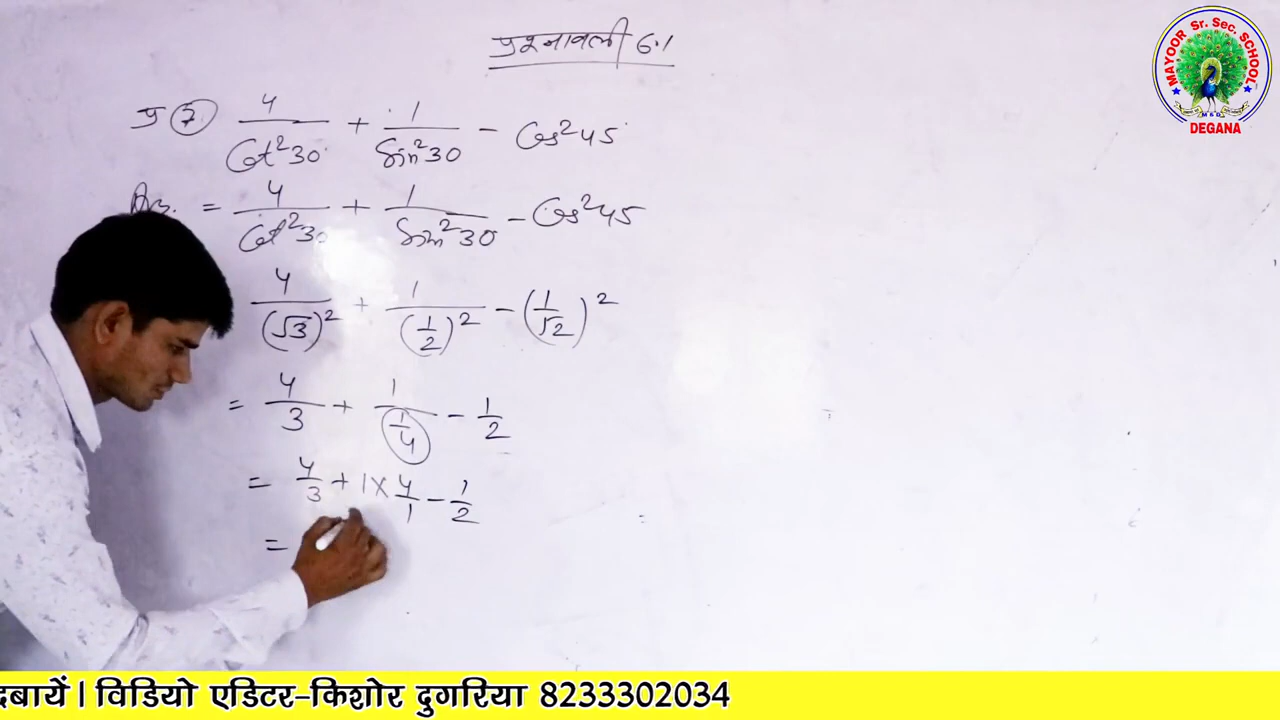 प्रश्नावली 6.1
MAYOOR Sr. Sec. SCHOOL
DEGANA
प्र ⑦ 4/Cot²30 + 1/Sin²30 - Cos²45
= 4/Cot²30 + 1/Sin²30 - Cos²45
4/(√3)² + 1/(1/2)² - (1/√2)²
= 4/3 + 1/(1/4) - 1/2
= 4/3 + 1 × 4/1 - 1/2
=
दबायें । विडियो एडिटर-किशोर दुगरिया 8233302034